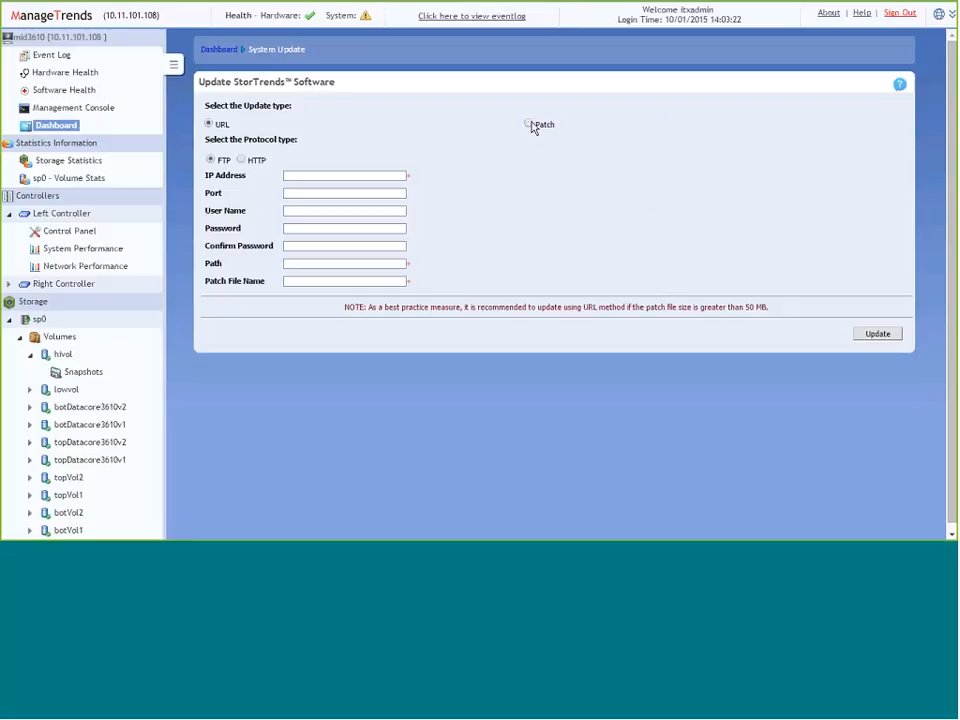 ManageTrends (10.11.101.108)
Health - Hardware: System:
Click here to view eventlog
Welcome itxadmin
Login Time: 10/01/2015 14:03:22
About | Help | Sign Out
mid3610 [10.11.101.108 ]
Event Log
Hardware Health
Software Health
Management Console
Dashboard
Statistics Information
Storage Statistics
sp0 - Volume Stats
Controllers
Left Controller
Control Panel
System Performance
Network Performance
Right Controller
Storage
sp0
Volumes
hivol
Snapshots
lowvol
botDatacore3610v2
botDatacore3610v1
topDatacore3610v2
topDatacore3610v1
topVol2
topVol1
botVol2
botVol1
Dashboard System Update
Update StorTrends™ Software
Select the Update type:
URL Patch
Select the Protocol type:
FTP HTTP
IP Address *
Port
User Name
Password
Confirm Password
Path *
Patch File Name *
NOTE: As a best practice measure, it is recommended to update using URL method if the patch file size is greater than 50 MB.
Update